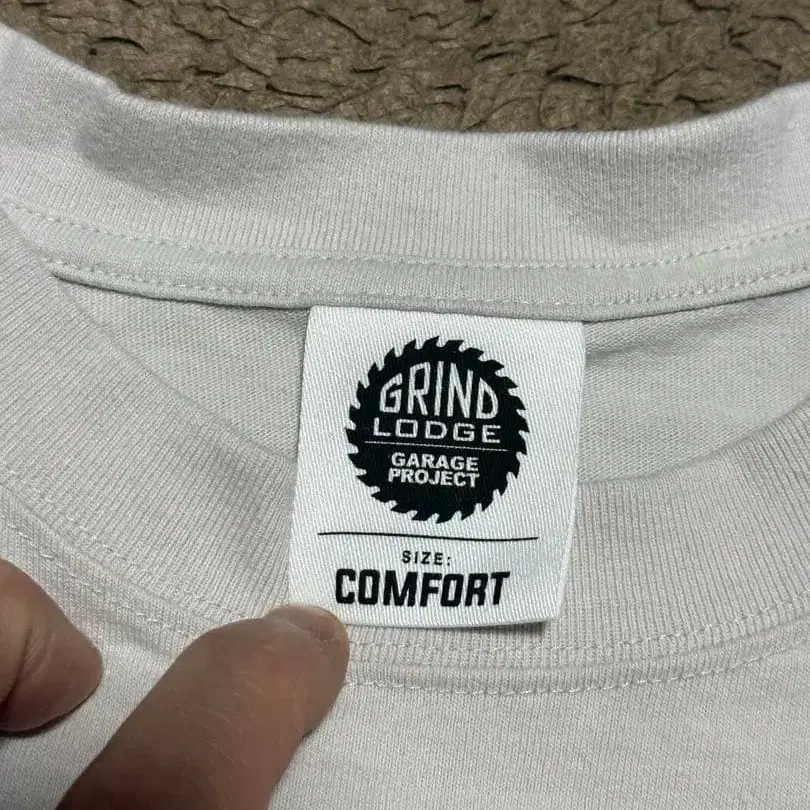 GRIND
LODGE
GARAGE
PROJECT
SIZE:
COMFORT